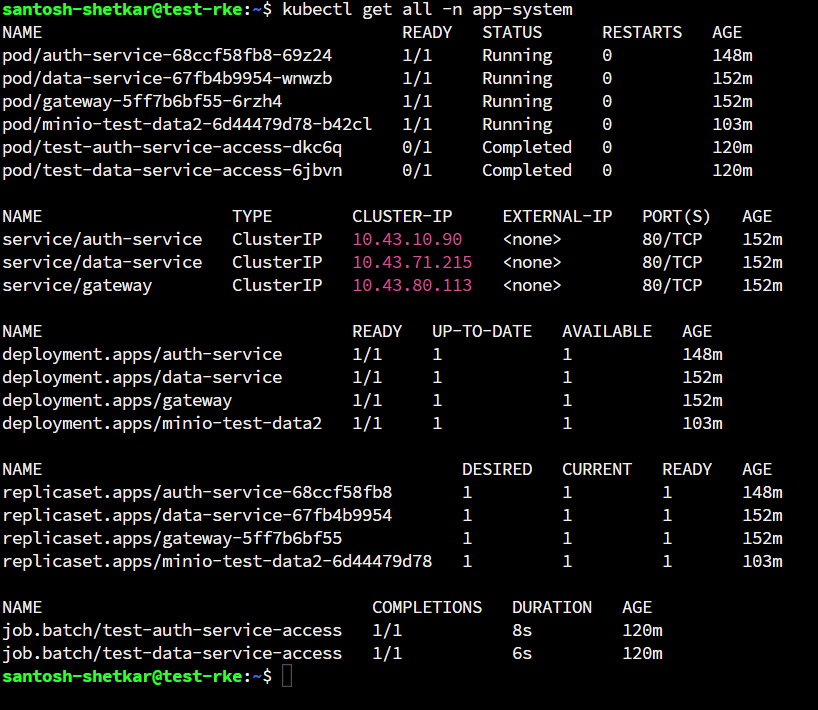 santosh-shetkar@test-rke:~$ kubectl get all -n app-system
NAME READY STATUS RESTARTS AGE
pod/auth-service-68ccf58fb8-69z24 1/1 Running 0 148m
pod/data-service-67fb4b9954-wnwzb 1/1 Running 0 152m
pod/gateway-5ff7b6bf55-6rzh4 1/1 Running 0 152m
pod/minio-test-data2-6d44479d78-b42cl 1/1 Running 0 103m
pod/test-auth-service-access-dkc6q 0/1 Completed 0 120m
pod/test-data-service-access-6jbvn 0/1 Completed 0 120m
NAME TYPE CLUSTER-IP EXTERNAL-IP PORT(S) AGE
service/auth-service ClusterIP 10.43.10.90 <none> 80/TCP 152m
service/data-service ClusterIP 10.43.71.215 <none> 80/TCP 152m
service/gateway ClusterIP 10.43.80.113 <none> 80/TCP 152m
NAME READY UP-TO-DATE AVAILABLE AGE
deployment.apps/auth-service 1/1 1 1 148m
deployment.apps/data-service 1/1 1 1 152m
deployment.apps/gateway 1/1 1 1 152m
deployment.apps/minio-test-data2 1/1 1 1 103m
NAME DESIRED CURRENT READY AGE
replicaset.apps/auth-service-68ccf58fb8 1 1 1 148m
replicaset.apps/data-service-67fb4b9954 1 1 1 152m
replicaset.apps/gateway-5ff7b6bf55 1 1 1 152m
replicaset.apps/minio-test-data2-6d44479d78 1 1 1 103m
NAME COMPLETIONS DURATION AGE
job.batch/test-auth-service-access 1/1 8s 120m
job.batch/test-data-service-access 1/1 6s 120m
santosh-shetkar@test-rke:~$